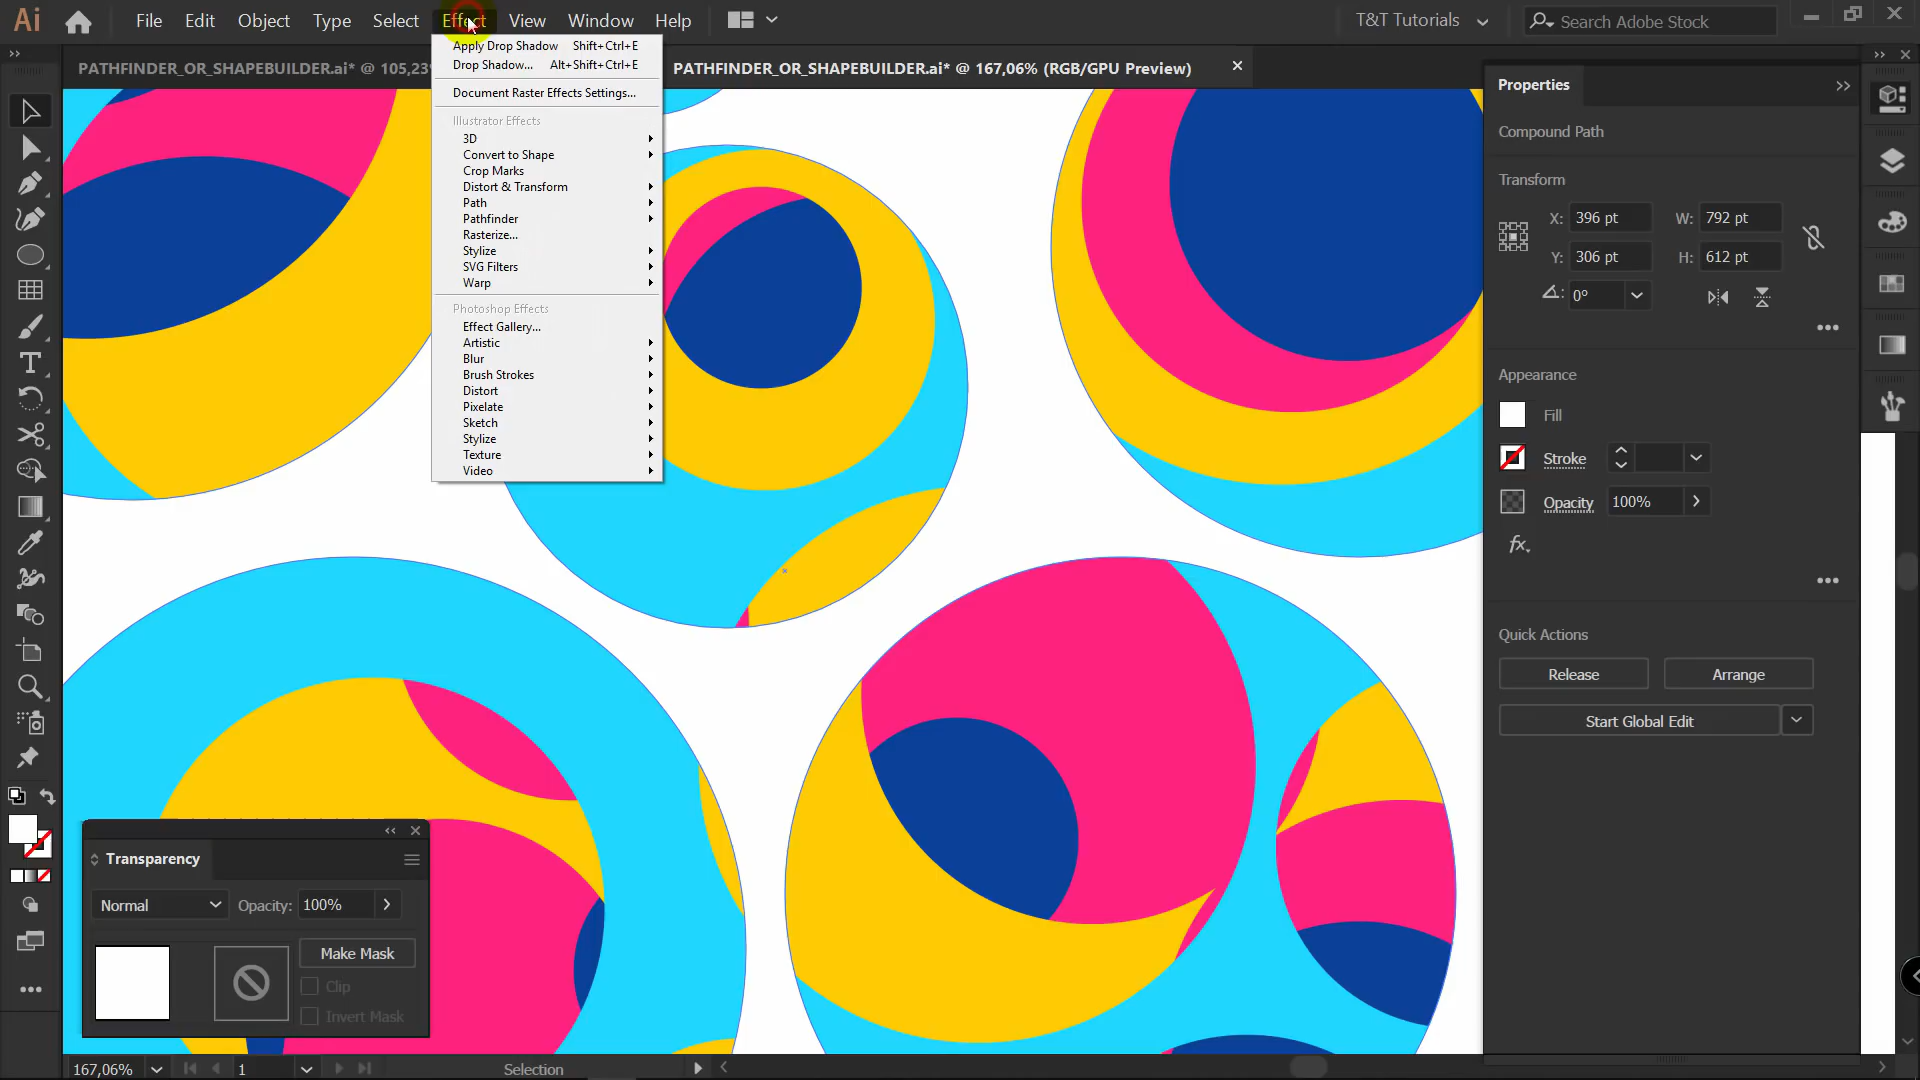 Ai File Edit Object Type Select Effect View Window Help T&T Tutorials Search Adobe Stock
PATHFINDER_OR_SHAPEBUILDER.ai* @ 105,23% PATHFINDER_OR_SHAPEBUILDER.ai* @ 167,06% (RGB/GPU Preview)
Apply Drop Shadow Shift+Ctrl+E
Drop Shadow... Alt+Shift+Ctrl+E
Document Raster Effects Settings...
Illustrator Effects
3D
Convert to Shape
Crop Marks
Distort & Transform
Path
Pathfinder
Rasterize...
Stylize
SVG Filters
Warp
Photoshop Effects
Effect Gallery...
Artistic
Blur
Brush Strokes
Distort
Pixelate
Sketch
Stylize
Texture
Video
Properties
Compound Path
Transform
X: 396 pt W: 792 pt
Y: 306 pt H: 612 pt
0°
Appearance
Fill
Stroke
Opacity 100%
fx
Quick Actions
Release Arrange
Start Global Edit
Transparency
Normal Opacity: 100%
Make Mask
Clip
Invert Mask
167,06% 1 Selection